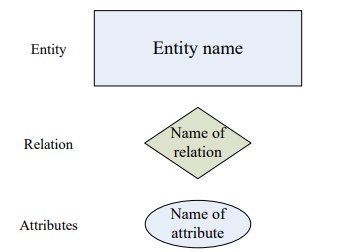 Entity
Entity name
Relation
Name of
relation
Attributes
Name of
attribute